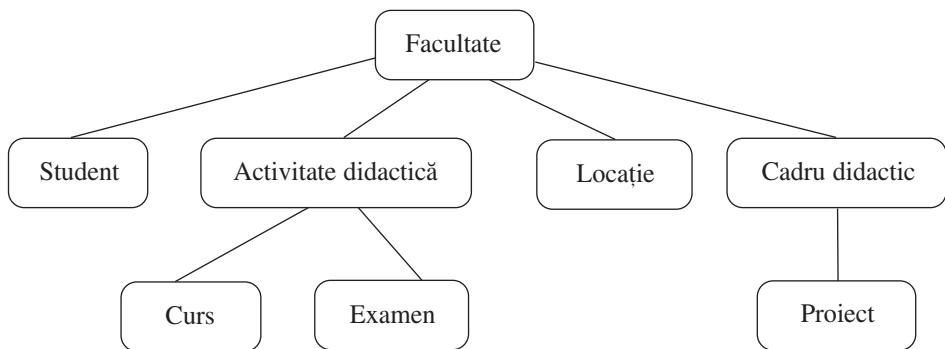 Facultate
Student
Activitate didactică
Locație
Cadru didactic
Curs
Examen
Proiect